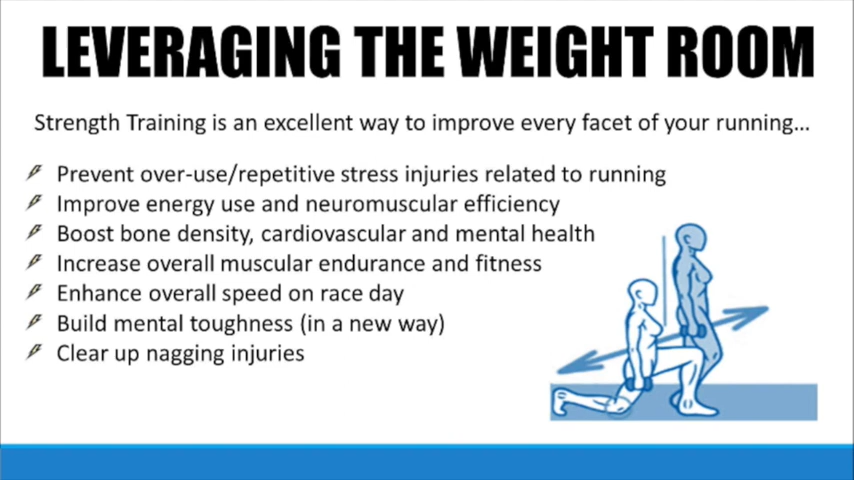 LEVERAGING THE WEIGHT ROOM
Strength Training is an excellent way to improve every facet of your running...
Prevent over-use/repetitive stress injuries related to running
Improve energy use and neuromuscular efficiency
Boost bone density, cardiovascular and mental health
Increase overall muscular endurance and fitness
Enhance overall speed on race day
Build mental toughness (in a new way)
Clear up nagging injuries